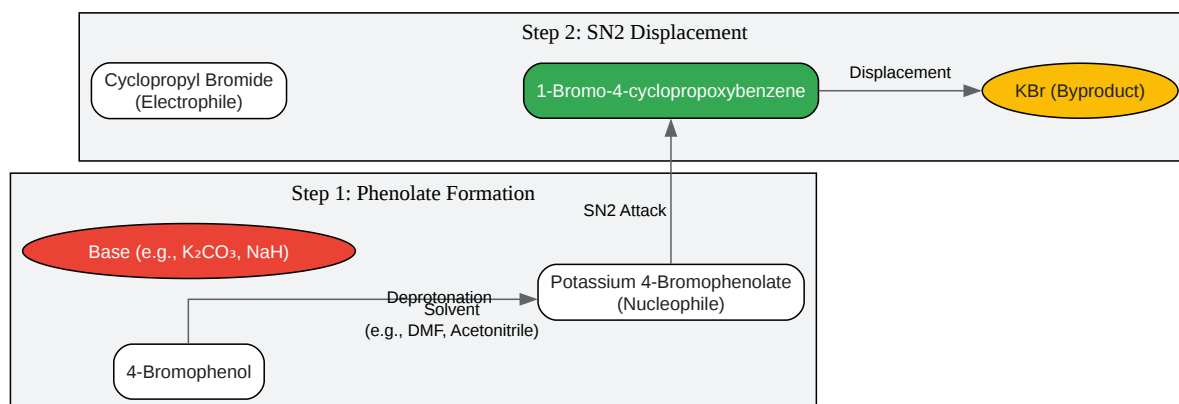 Step 2: SN2 Displacement
Cyclopropyl Bromide
(Electrophile)
1-Bromo-4-cyclopropoxybenzene
Displacement
KBr (Byproduct)
Step 1: Phenolate Formation
SN2 Attack
Base (e.g., K₂CO₃, NaH)
Potassium 4-Bromophenolate
(Nucleophile)
Deprotonation
Solvent
(e.g., DMF, Acetonitrile)
4-Bromophenol